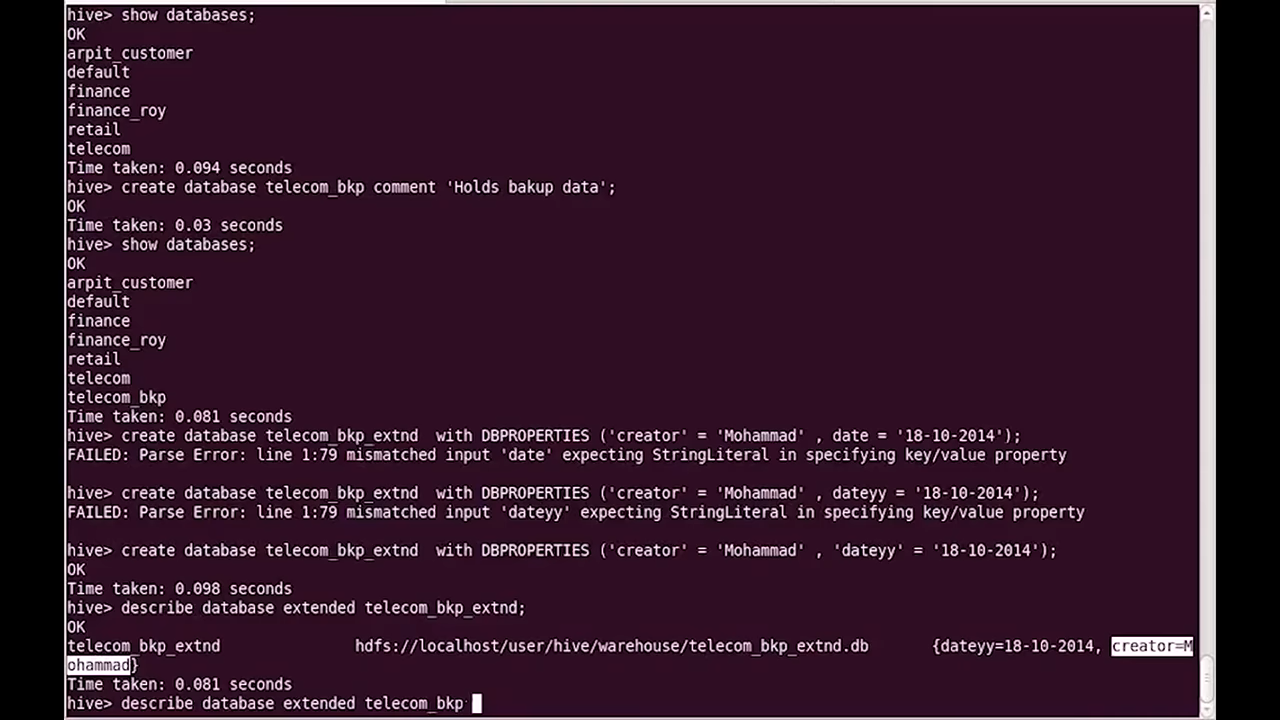 hive> show databases;
OK
arpit_customer
default
finance
finance_roy
retail
telecom
Time taken: 0.094 seconds
hive> create database telecom_bkp comment 'Holds bakup data';
OK
Time taken: 0.03 seconds
hive> show databases;
OK
arpit_customer
default
finance
finance_roy
retail
telecom
telecom_bkp
Time taken: 0.081 seconds
hive> create database telecom_bkp_extnd  with DBPROPERTIES ('creator' = 'Mohammad' , date = '18-10-2014');
FAILED: Parse Error: line 1:79 mismatched input 'date' expecting StringLiteral in specifying key/value property
hive> create database telecom_bkp_extnd  with DBPROPERTIES ('creator' = 'Mohammad' , dateyy = '18-10-2014');
FAILED: Parse Error: line 1:79 mismatched input 'dateyy' expecting StringLiteral in specifying key/value property
hive> create database telecom_bkp_extnd  with DBPROPERTIES ('creator' = 'Mohammad' , 'dateyy' = '18-10-2014');
OK
Time taken: 0.098 seconds
hive> describe database extended telecom_bkp_extnd;
OK
telecom_bkp_extnd               hdfs://localhost/user/hive/warehouse/telecom_bkp_extnd.db       {dateyy=18-10-2014, creator=M
ohammad}
Time taken: 0.081 seconds
hive> describe database extended telecom_bkp